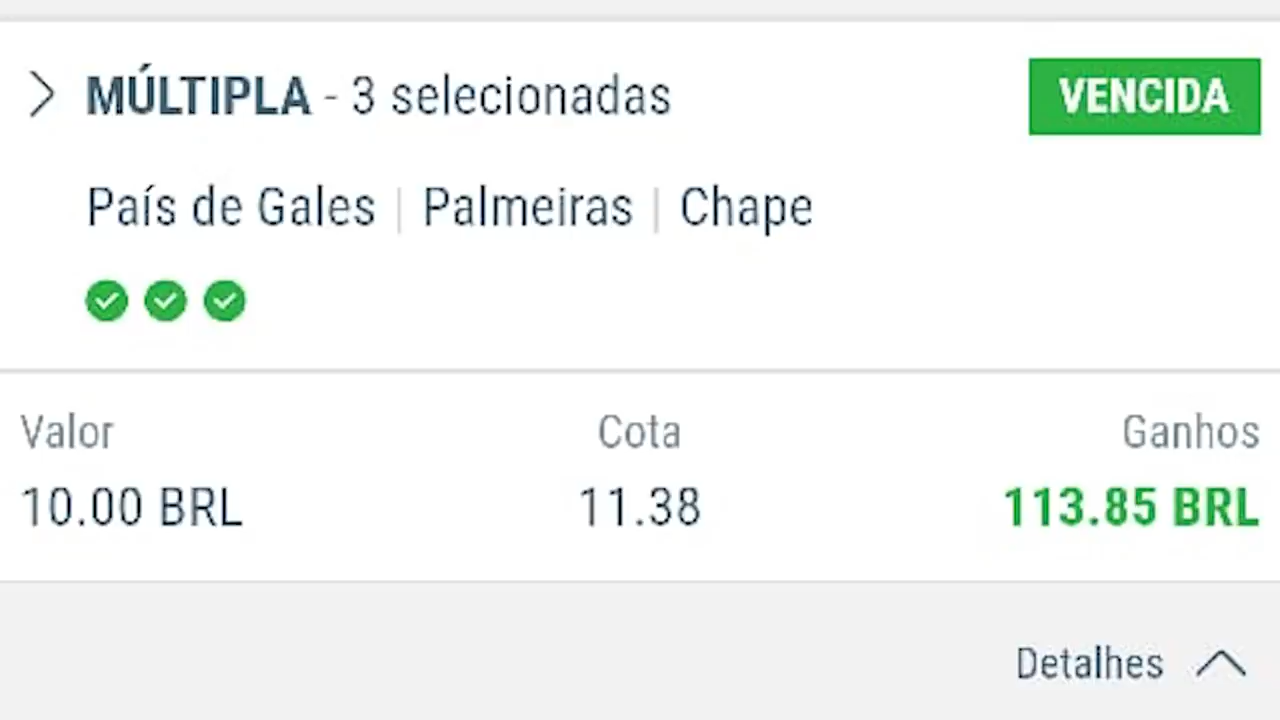 MÚLTIPLA - 3 selecionadas
VENCIDA
País de Gales | Palmeiras | Chape
Valor Cota Ganhos
10.00 BRL 11.38 113.85 BRL
Detalhes